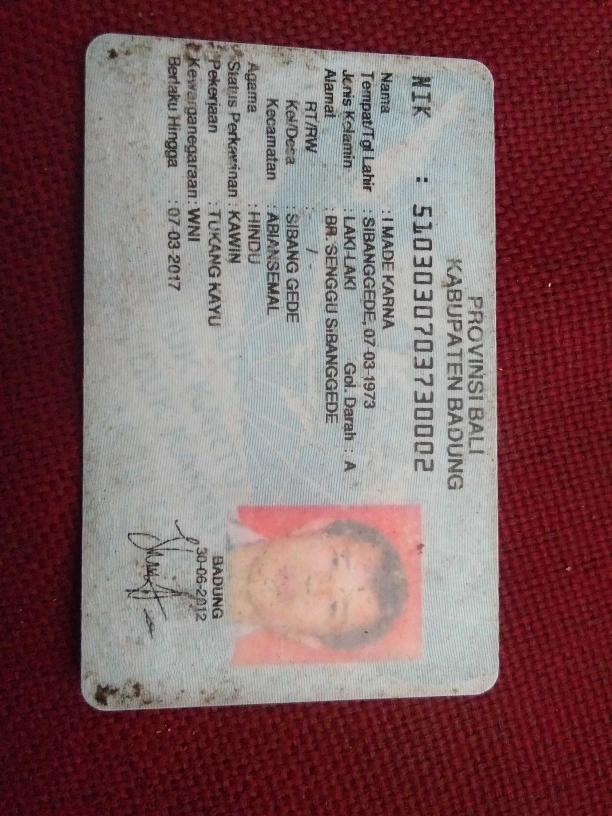 PROVINSI BALI
KABUPATEN BADUNG
NIK : 5103030703730002
Nama : I MADE KARNA
Tempat/Tgl Lahir : SIBANGGEDE, 07-03-1973
Jenis Kelamin : LAKI-LAKI Gol. Darah : A
Alamat : BR. SENGGU SIBANGGEDE
RT/RW : - / -
Kel/Desa : SIBANG GEDE
Kecamatan : ABIANSEMAL
Agama : HINDU
Status Perkawinan : KAWIN
Pekerjaan : TUKANG KAYU
Kewarganegaraan : WNI
Berlaku Hingga : 07-03-2017
BADUNG
30-06-2012